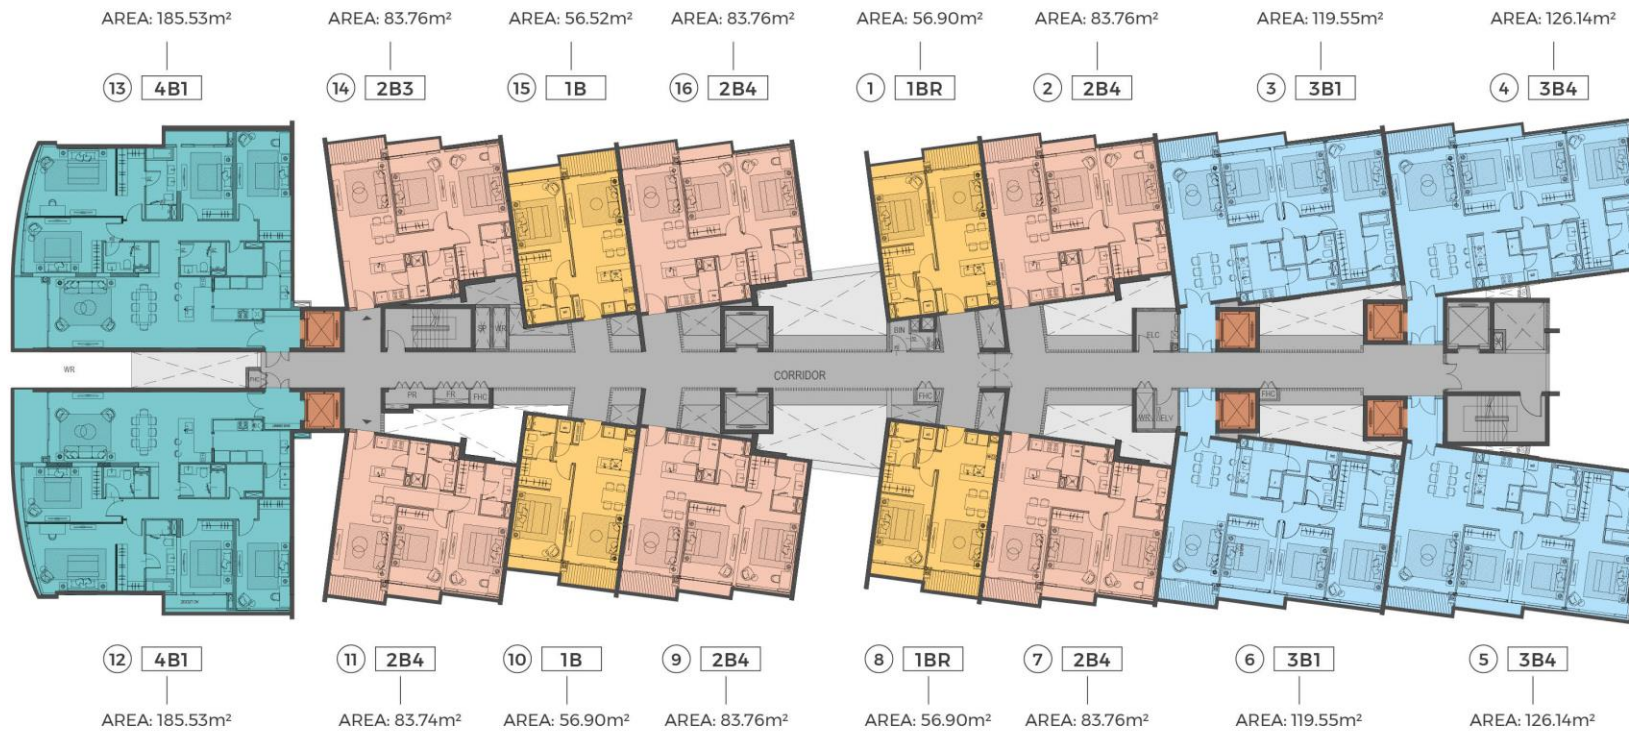 AREA: 185.53m² AREA: 83.76m² AREA: 56.52m² AREA: 83.76m² AREA: 56.90m² AREA: 83.76m² AREA: 119.55m² AREA: 126.14m²
13 4B1 14 2B3 15 1B 16 2B4 1 1BR 2 2B4 3 3B1 4 3B4
SP WR BIN ELC
WR FHC CORRIDOR
PR FR FHC FHC ELV FHC
12 4B1 11 2B4 10 1B 9 2B4 8 1BR 7 2B4 6 3B1 5 3B4
AREA: 185.53m² AREA: 83.74m² AREA: 56.90m² AREA: 83.76m² AREA: 56.90m² AREA: 83.76m² AREA: 119.55m² AREA: 126.14m²